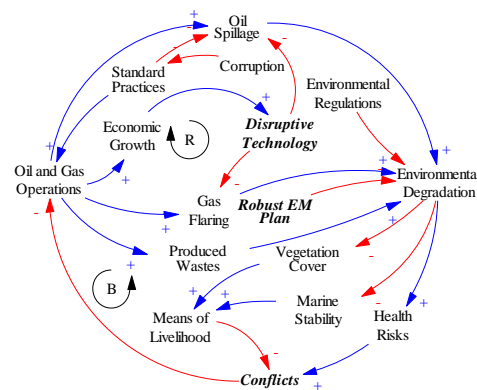 Oil
Spillage
Standard
Practices
Corruption
Environmental
Regulations
Economic
Growth
R
Disruptive
Technology
Oil and Gas
Operations
Environmenta
Degradation
Gas
Flaring
Robust EM
Plan
Produced
Wastes
Vegetation
Cover
B
Means of
Livelihood
Marine
Stability
Health
Risks
Conflicts